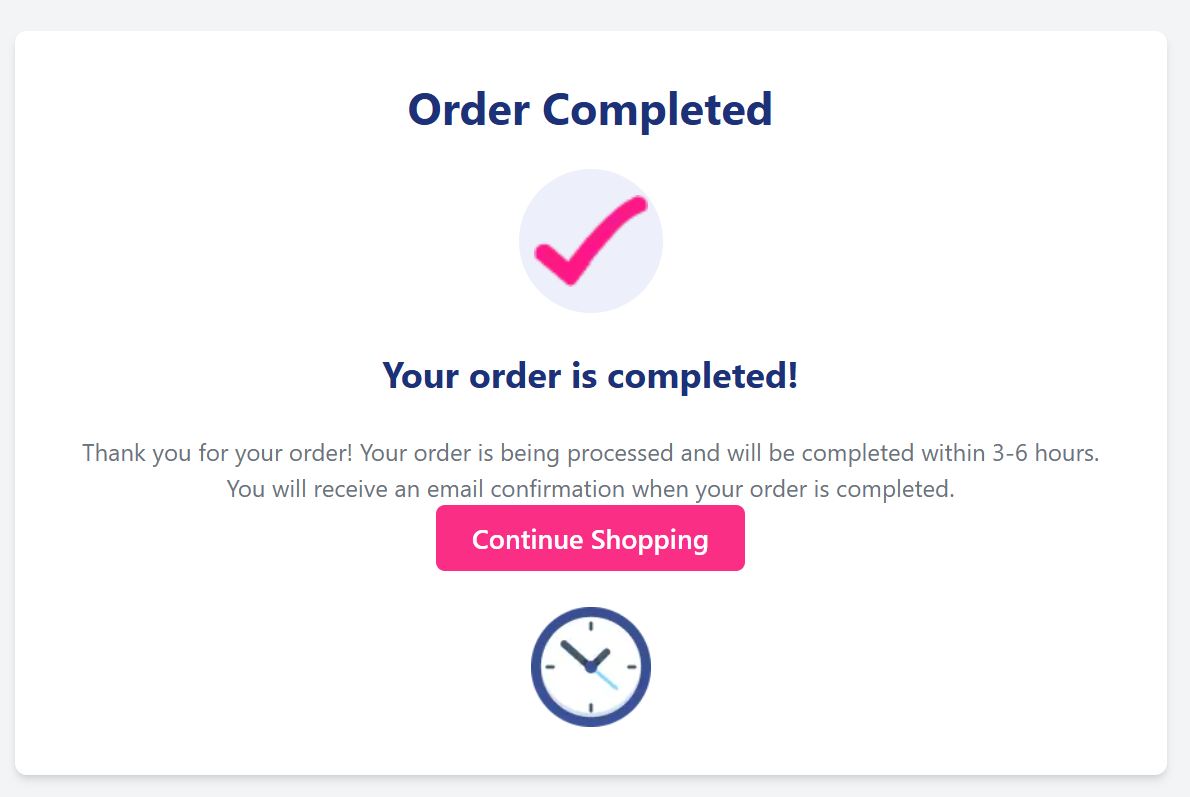 Order Completed
Your order is completed!
Thank you for your order! Your order is being processed and will be completed within 3-6 hours.
You will receive an email confirmation when your order is completed.
Continue Shopping